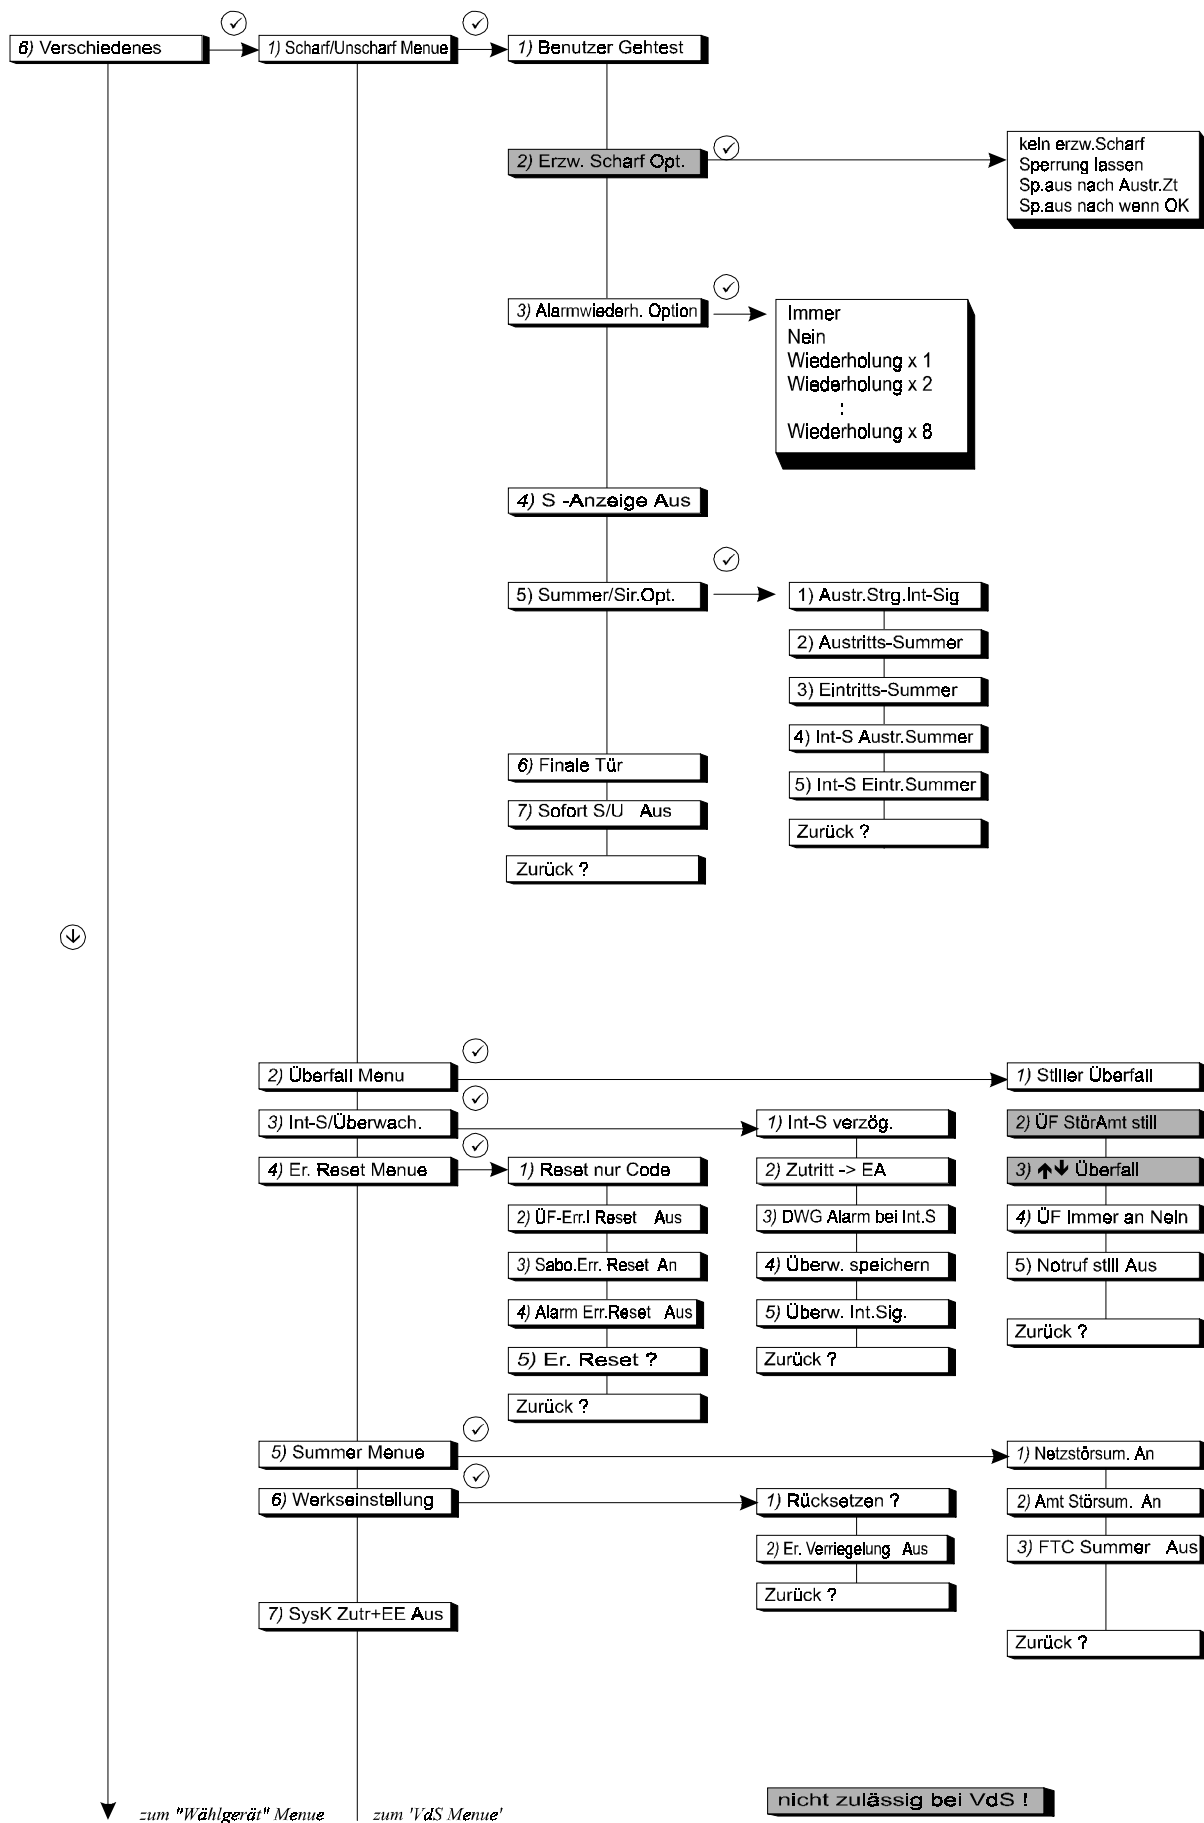 6) Verschiedenes
1) Scharf/Unscharf Menue
1) Benutzer Gehtest
2) Erzw. Scharf Opt.
keln erzw.Scharf
Sperrung lassen
Sp.aus nach Austr.Zt
Sp.aus nach wenn OK
3) Alarmwiederh. Option
Immer
Nein
Wiederholung x 1
Wiederholung x 2
:
Wiederholung x 8
4) S -Anzeige Aus
5) Summer/Sir.Opt.
1) Austr.Strg.Int-Sig
2) Austritts-Summer
3) Eintritts-Summer
4) Int-S Austr.Summer
5) Int-S Eintr.Summer
Zurück ?
6) Finale Tür
7) Sofort S/U Aus
Zurück ?
2) Überfall Menu
1) Stller Überfall
3) Int-S/Überwach.
1) Int-S verzög.
2) ÜF StörAmt still
4) Er. Reset Menue
1) Reset nur Code
2) Zutritt -> EA
3) ↑↓ Überfall
2) ÜF-Err.l Reset Aus
3) DWG Alarm bei Int.S
4) ÜF Immer an Neln
3) Sabo.Err. Reset An
4) Überw. speichern
5) Notruf stlll Aus
4) Alarm Err.Reset Aus
5) Überw. Int.Sig.
Zurück ?
5) Er. Reset ?
Zurück ?
Zurück ?
5) Summer Menue
1) Netzstörsum. An
6) Werkseinstellung
1) Rücksetzen ?
2) Amt Störsum. An
2) Er. Verriegelung Aus
3) FTC Summer Aus
Zurück ?
7) SysK Zutr+EE Aus
Zurück ?
zum "Wählgerät" Menue
zum 'VdS Menue'
nicht zulässig bei VdS !